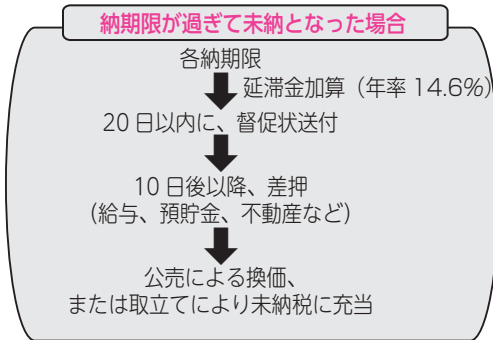 納期限が過ぎて未納となった場合
各納期限
延滞金加算（年率 14.6%）
20 日以内に、督促状送付
10 日後以降、差押
（給与、預貯金、不動産など）
公売による換価、
または取立てにより未納税に充当